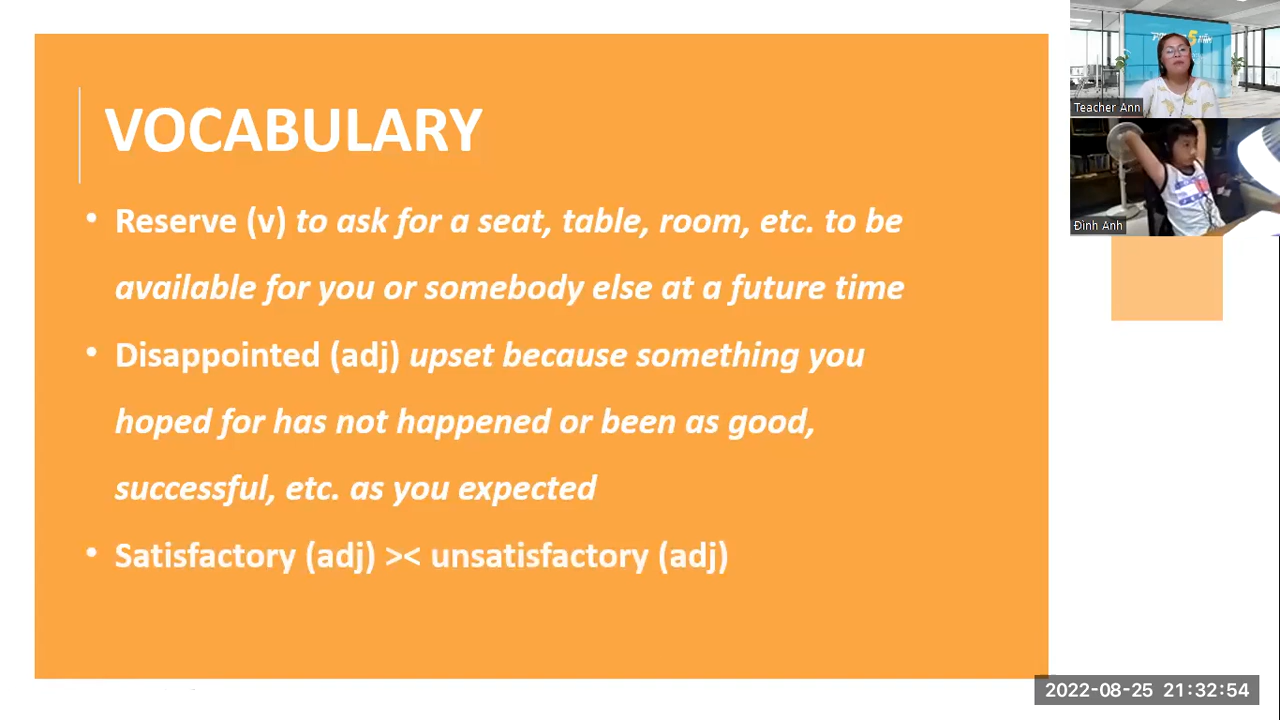 VOCABULARY
• Reserve (v) to ask for a seat, table, room, etc. to be
available for you or somebody else at a future time
• Disappointed (adj) upset because something you
hoped for has not happened or been as good,
successful, etc. as you expected
• Satisfactory (adj) >< unsatisfactory (adj)
Teacher Ann
Đình Anh
2022-08-25 21:32:54